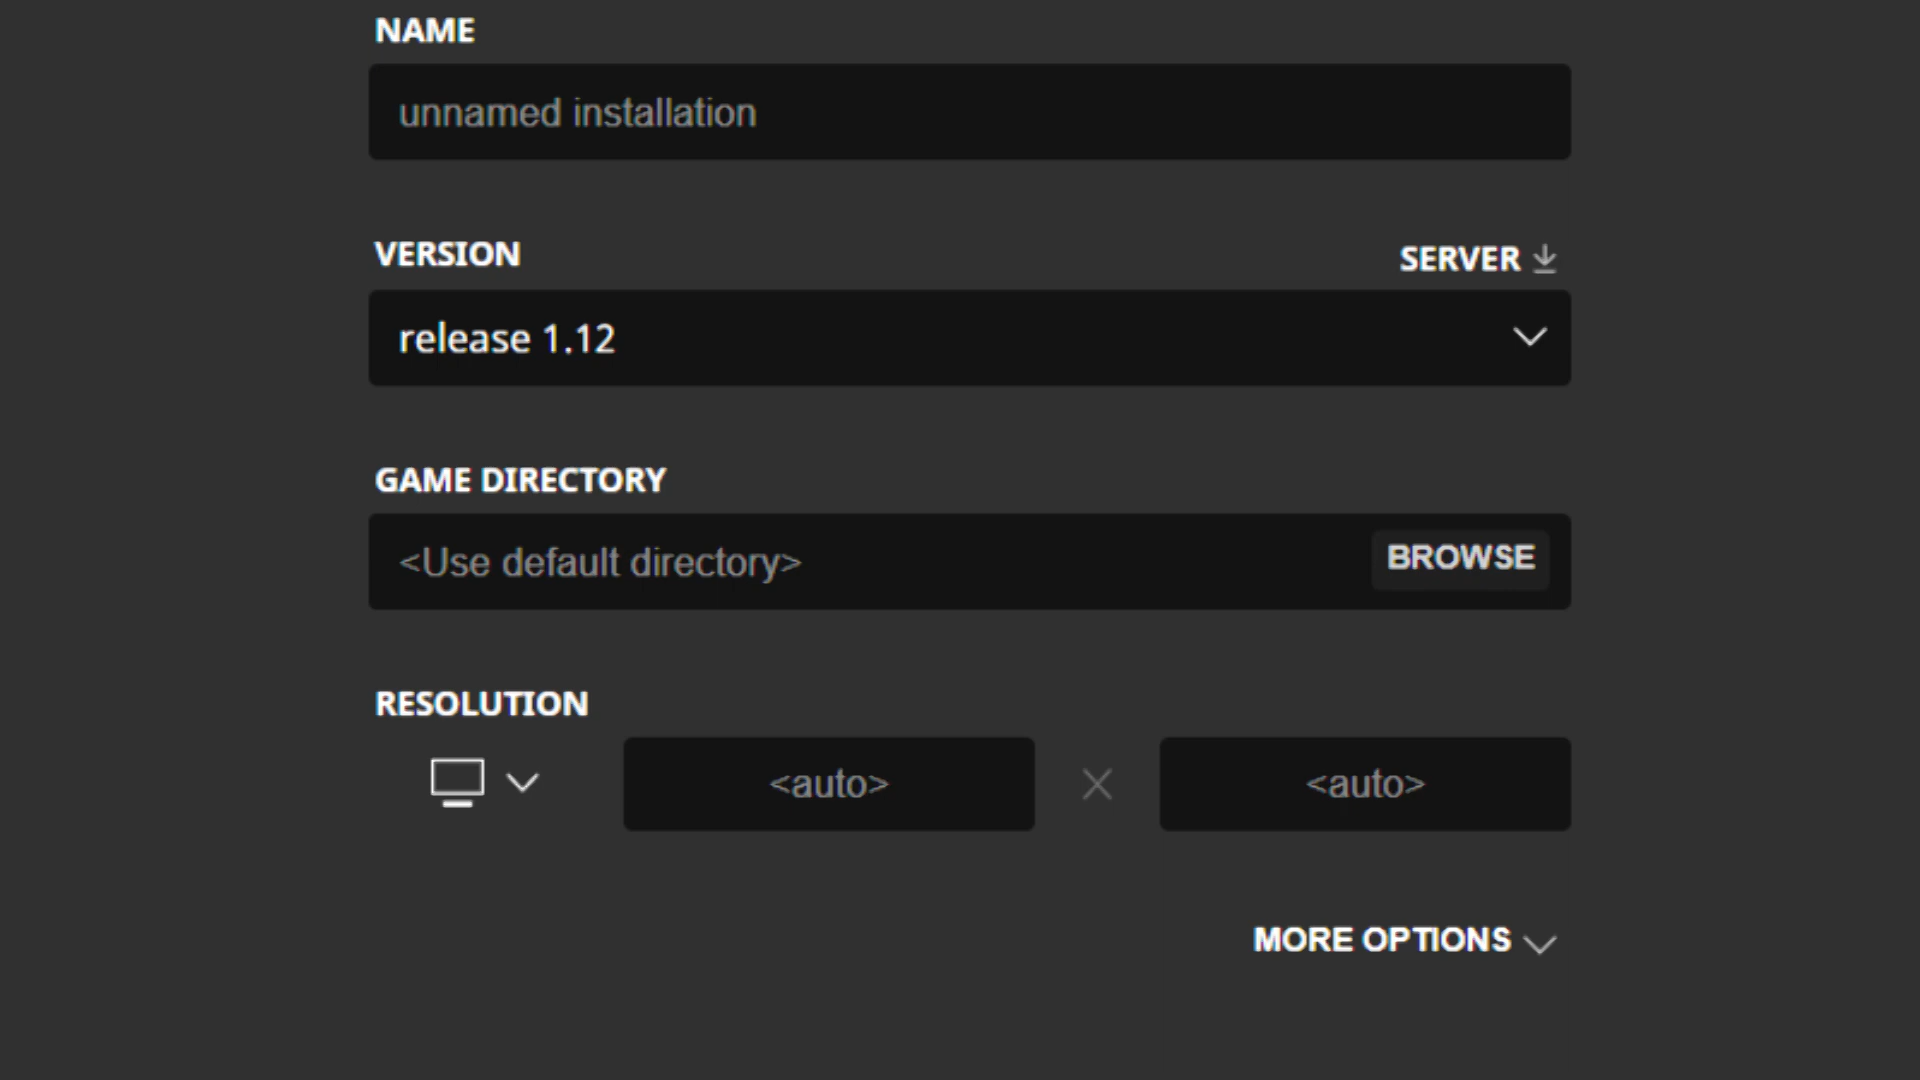 NAME
unnamed installation
VERSION
SERVER
release 1.12
GAME DIRECTORY
<Use default directory>
BROWSE
RESOLUTION
<auto>
<auto>
MORE OPTIONS